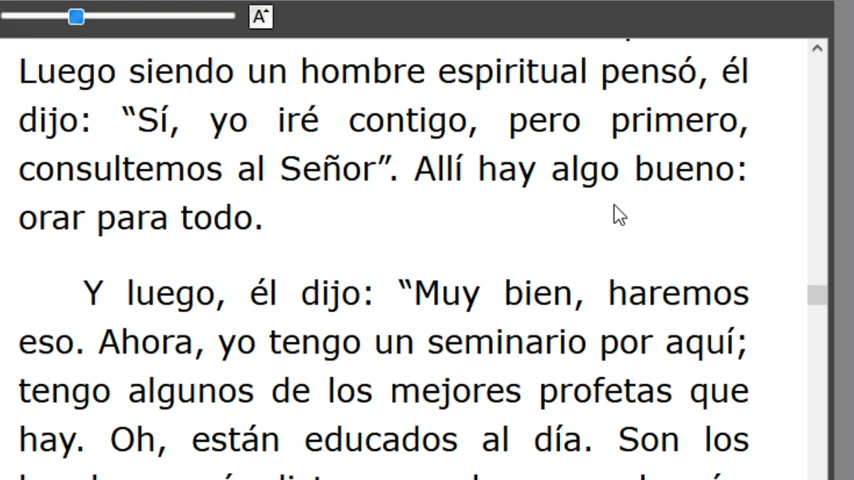 A
Luego siendo un hombre espiritual pensó, él
dijo: “Sí, yo iré contigo, pero primero,
consultemos al Señor”. Allí hay algo bueno:
orar para todo.
Y luego, él dijo: “Muy bien, haremos
eso. Ahora, yo tengo un seminario por aquí;
tengo algunos de los mejores profetas que
hay. Oh, están educados al día. Son los